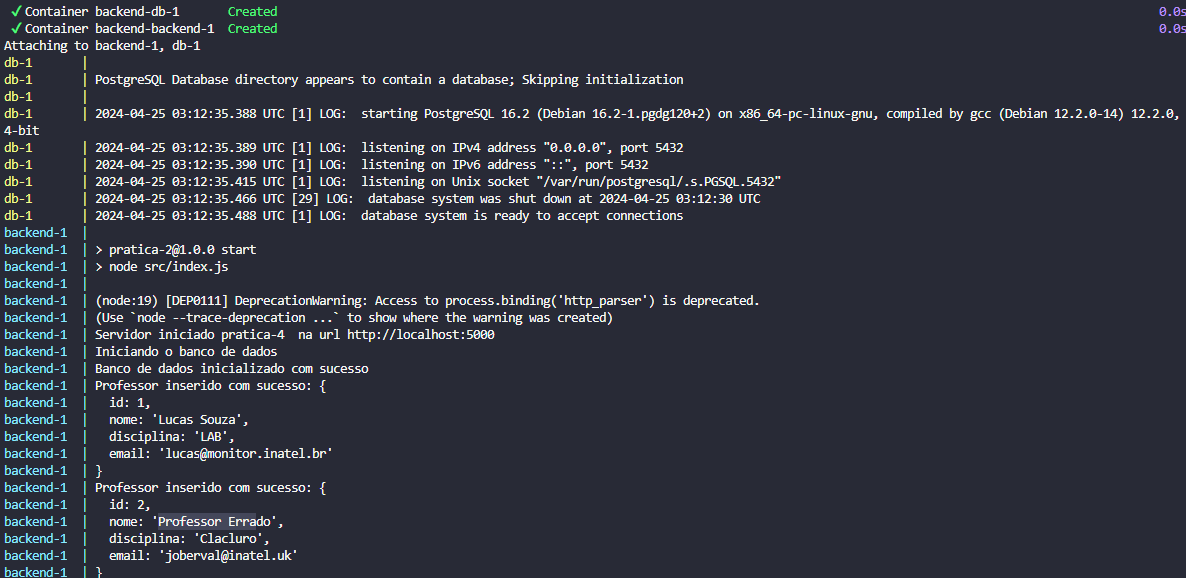 ✓Container backend-db-1 Created 0.0s
✓Container backend-backend-1 Created 0.0s
Attaching to backend-1, db-1
db-1 |
db-1 | PostgreSQL Database directory appears to contain a database; Skipping initialization
db-1 |
db-1 | 2024-04-25 03:12:35.388 UTC [1] LOG: starting PostgreSQL 16.2 (Debian 16.2-1.pgdg120+2) on x86_64-pc-linux-gnu, compiled by gcc (Debian 12.2.0-14) 12.2.0,
4-bit
db-1 | 2024-04-25 03:12:35.389 UTC [1] LOG: listening on IPv4 address "0.0.0.0", port 5432
db-1 | 2024-04-25 03:12:35.390 UTC [1] LOG: listening on IPv6 address "::", port 5432
db-1 | 2024-04-25 03:12:35.415 UTC [1] LOG: listening on Unix socket "/var/run/postgresql/.s.PGSQL.5432"
db-1 | 2024-04-25 03:12:35.466 UTC [29] LOG: database system was shut down at 2024-04-25 03:12:30 UTC
db-1 | 2024-04-25 03:12:35.488 UTC [1] LOG: database system is ready to accept connections
backend-1 |
backend-1 | > pratica-2@1.0.0 start
backend-1 | > node src/index.js
backend-1 |
backend-1 | (node:19) [DEP0111] DeprecationWarning: Access to process.binding('http_parser') is deprecated.
backend-1 | (Use `node --trace-deprecation ...` to show where the warning was created)
backend-1 | Servidor iniciado pratica-4 na url http://localhost:5000
backend-1 | Iniciando o banco de dados
backend-1 | Banco de dados inicializado com sucesso
backend-1 | Professor inserido com sucesso: {
backend-1 | id: 1,
backend-1 | nome: 'Lucas Souza',
backend-1 | disciplina: 'LAB',
backend-1 | email: 'lucas@monitor.inatel.br'
backend-1 | }
backend-1 | Professor inserido com sucesso: {
backend-1 | id: 2,
backend-1 | nome: 'Professor Errado',
backend-1 | disciplina: 'Clacluro',
backend-1 | email: 'joberval@inatel.uk'
backend-1 | }